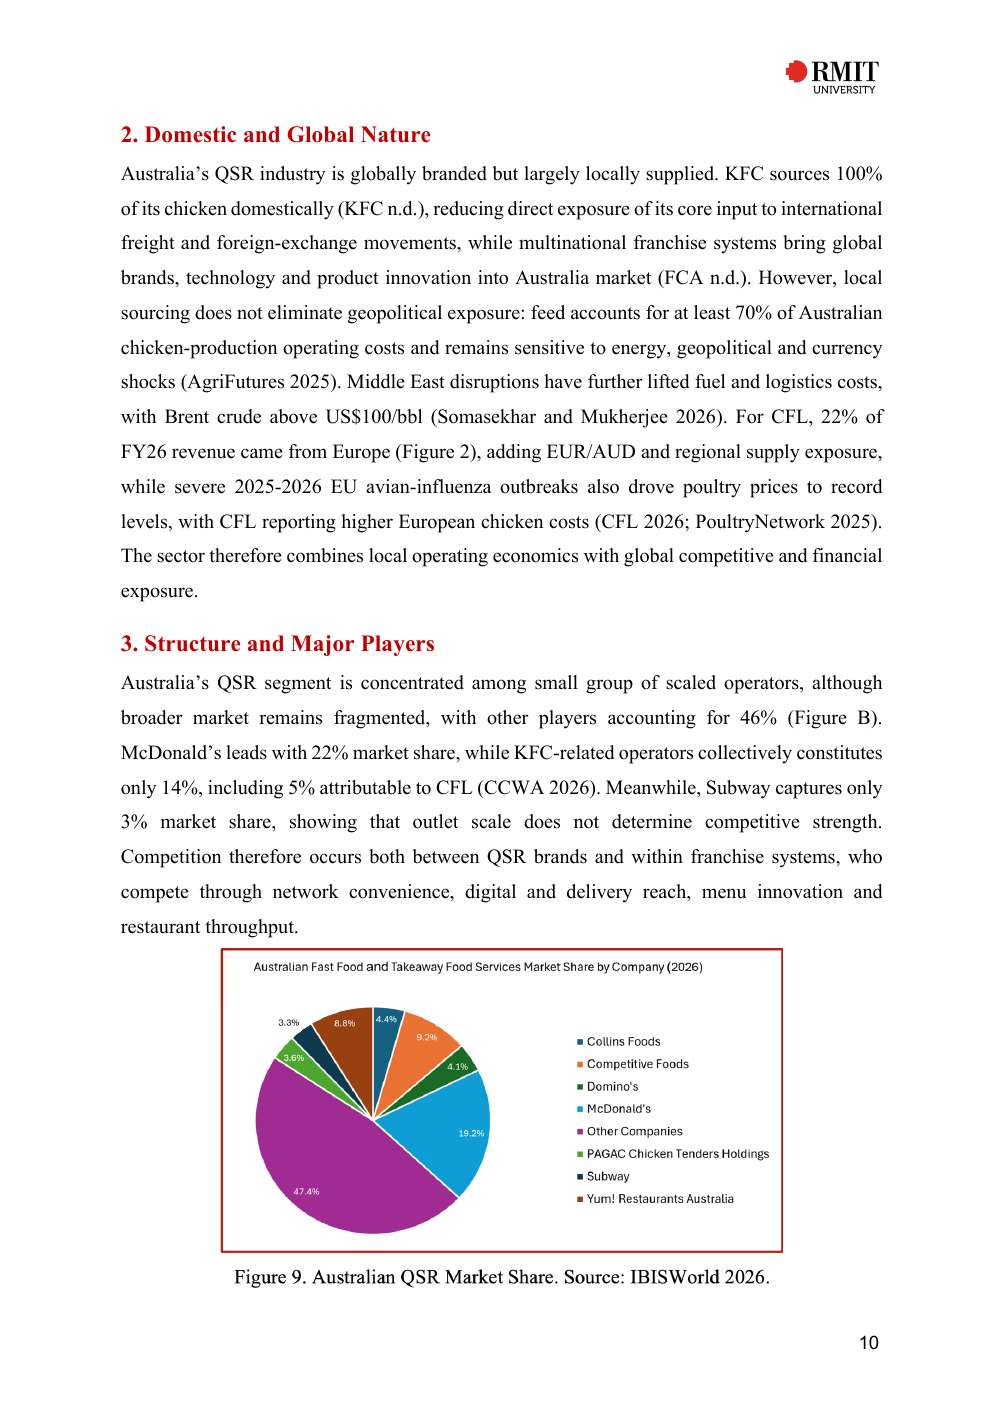 RMIT
UNIVERSITY
2. Domestic and Global Nature
Australia’s QSR industry is globally branded but largely locally supplied. KFC sources 100%
of its chicken domestically (KFC n.d.), reducing direct exposure of its core input to international
freight and foreign-exchange movements, while multinational franchise systems bring global
brands, technology and product innovation into Australia market (FCA n.d.). However, local
sourcing does not eliminate geopolitical exposure: feed accounts for at least 70% of Australian
chicken-production operating costs and remains sensitive to energy, geopolitical and currency
shocks (AgriFutures 2025). Middle East disruptions have further lifted fuel and logistics costs,
with Brent crude above US$100/bbl (Somasekhar and Mukherjee 2026). For CFL, 22% of
FY26 revenue came from Europe (Figure 2), adding EUR/AUD and regional supply exposure,
while severe 2025-2026 EU avian-influenza outbreaks also drove poultry prices to record
levels, with CFL reporting higher European chicken costs (CFL 2026; PoultryNetwork 2025).
The sector therefore combines local operating economics with global competitive and financial
exposure.
3. Structure and Major Players
Australia’s QSR segment is concentrated among small group of scaled operators, although
broader market remains fragmented, with other players accounting for 46% (Figure B).
McDonald’s leads with 22% market share, while KFC-related operators collectively constitutes
only 14%, including 5% attributable to CFL (CCWA 2026). Meanwhile, Subway captures only
3% market share, showing that outlet scale does not determine competitive strength.
Competition therefore occurs both between QSR brands and within franchise systems, who
compete through network convenience, digital and delivery reach, menu innovation and
restaurant throughput.
Australian Fast Food and Takeaway Food Services Market Share by Company (2026)
4.4%
9.2%
4.1%
19.2%
47.4%
3.6%
3.3%
8.8%
Collins Foods
Competitive Foods
Domino's
McDonald's
Other Companies
PAGAC Chicken Tenders Holdings
Subway
Yum! Restaurants Australia
Figure 9. Australian QSR Market Share. Source: IBISWorld 2026.
10